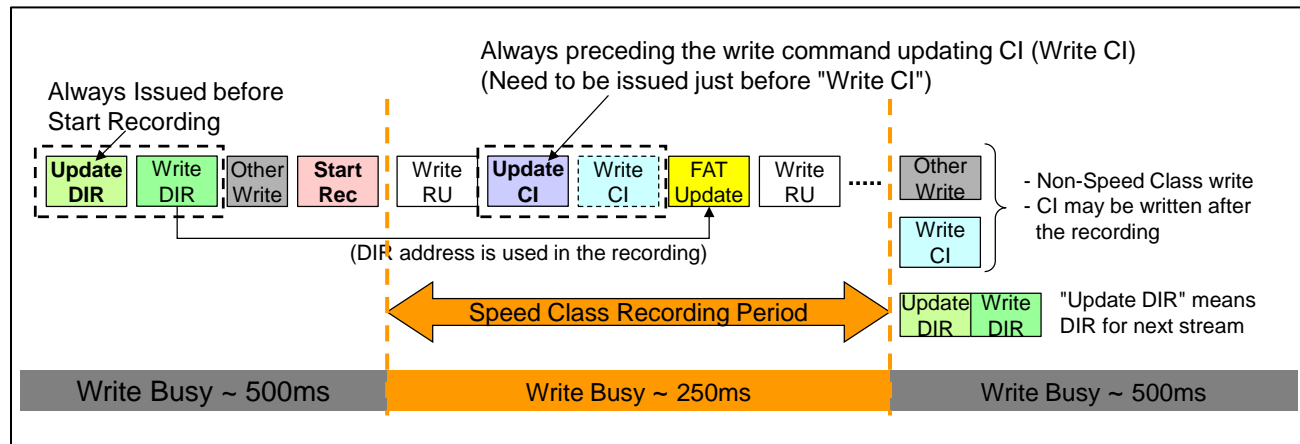 Always preceding the write command updating CI (Write CI)
(Need to be issued just before "Write CI")
Always Issued before
Start Recording
Update
DIR
Write
DIR
Other
Write
Start
Rec
Write
RU
Update
CI
Write
CI
FAT
Update
Write
RU
.....
Other
Write
Write
CI
- Non-Speed Class write
- CI may be written after
the recording
(DIR address is used in the recording)
Speed Class Recording Period
Update
DIR
Write
DIR
"Update DIR" means
DIR for next stream
Write Busy ~ 500ms
Write Busy ~ 250ms
Write Busy ~ 500ms